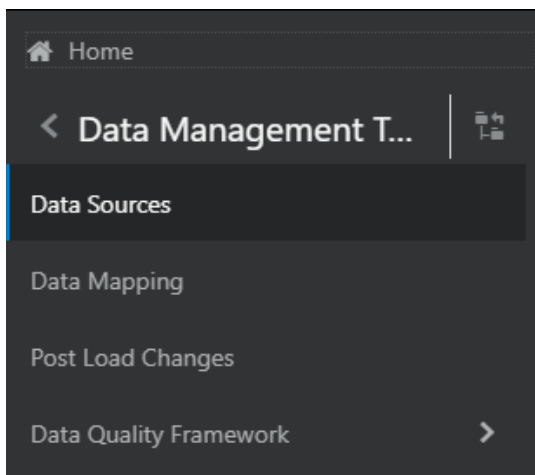 Home
Data Management T...
Data Sources
Data Mapping
Post Load Changes
Data Quality Framework